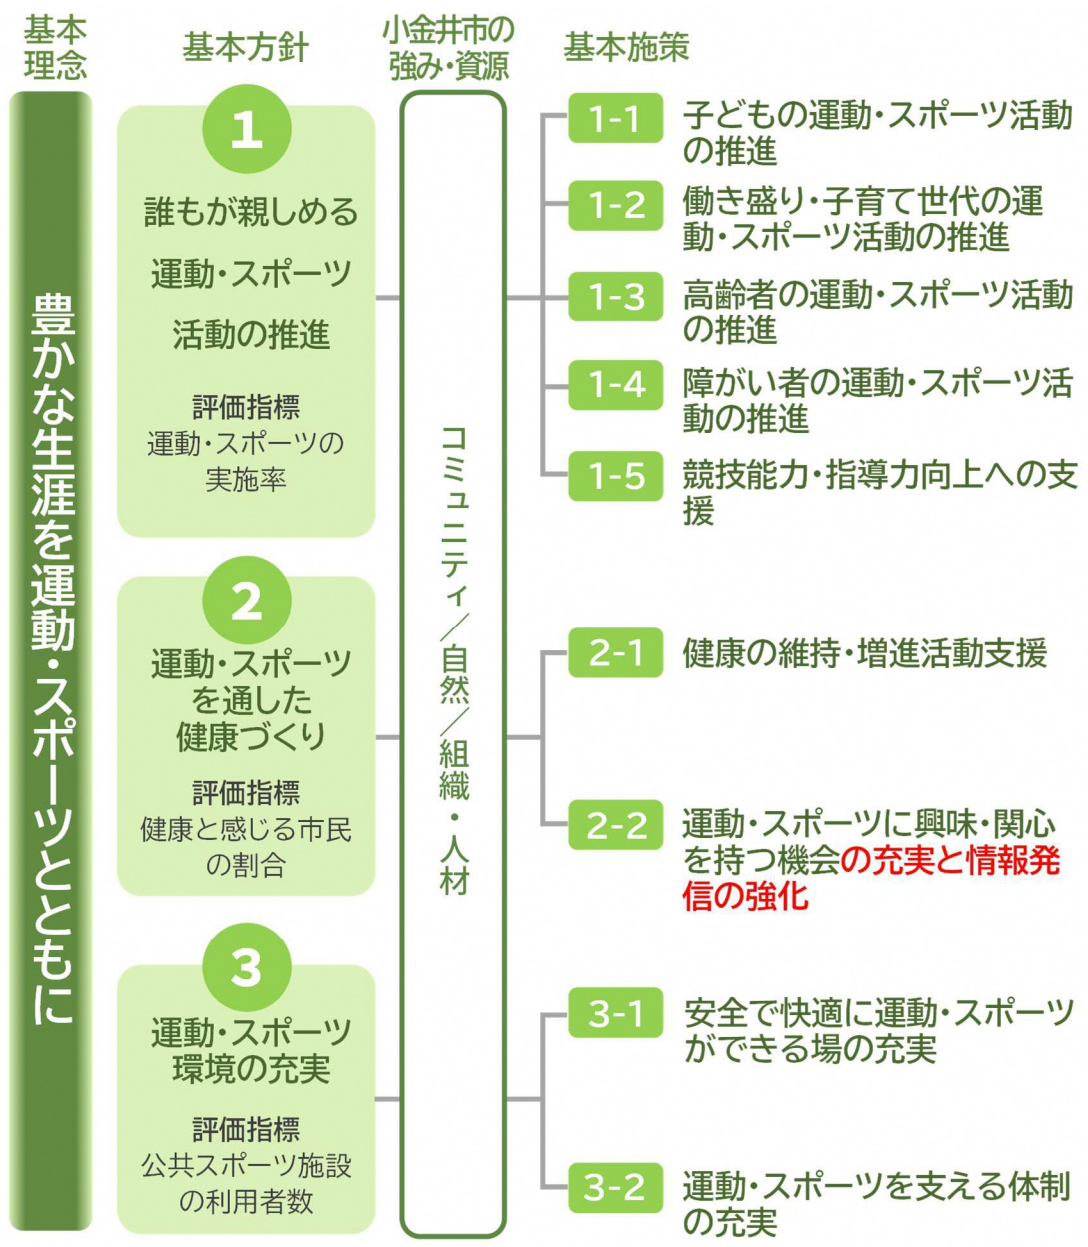 基本
理念
基本方針
小金井市の
強み・資源
基本施策
豊かな生涯を運動・スポーツとともに
1
誰もが親しめる
運動・スポーツ
活動の推進
評価指標
運動・スポーツの
実施率
2
運動・スポーツ
を通した
健康づくり
評価指標
健康と感じる市民
の割合
3
運動・スポーツ
環境の充実
評価指標
公共スポーツ施設
の利用者数
コミュニティ／自然／組織・人材
1-1
子どもの運動・スポーツ活動
の推進
1-2
働き盛り・子育て世代の運
動・スポーツ活動の推進
1-3
高齢者の運動・スポーツ活動
の推進
1-4
障がい者の運動・スポーツ活
動の推進
1-5
競技能力・指導力向上への支
援
2-1
健康の維持・増進活動支援
2-2
運動・スポーツに興味・関心
を持つ機会の充実と情報発
信の強化
3-1
安全で快適に運動・スポーツ
ができる場の充実
3-2
運動・スポーツを支える体制
の充実